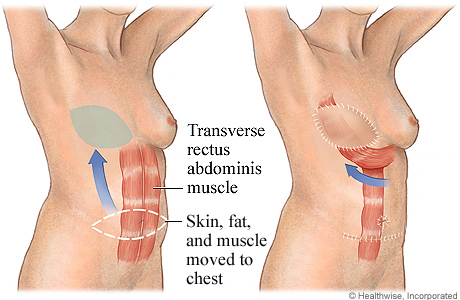 Transverse
rectus
abdominis
muscle
Skin, fat,
and muscle
moved to
chest
© Healthwise, Incorporated